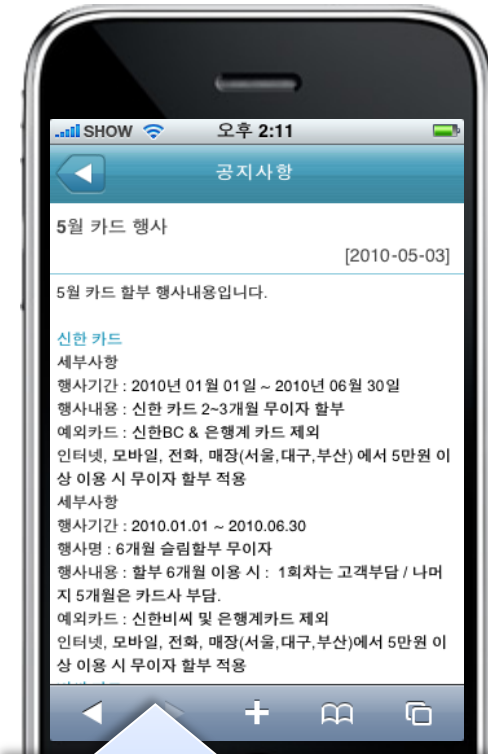 SHOW 오후 2:11
공지사항
5월 카드 행사
[2010-05-03]
5월 카드 할부 행사내용입니다.
신한 카드
세부사항
행사기간 : 2010년 01월 01일 ~ 2010년 06월 30일
행사내용 : 신한 카드 2~3개월 무이자 할부
예외카드 : 신한BC & 은행계 카드 제외
인터넷, 모바일, 전화, 매장(서울,대구,부산) 에서 5만원 이
상 이용 시 무이자 할부 적용
세부사항
행사기간 : 2010.01.01 ~ 2010.06.30
행사명 : 6개월 슬림할부 무이자
행사내용 : 할부 6개월 이용 시 : 1회차는 고객부담 / 나머
지 5개월은 카드사 부담.
예외카드 : 신한비씨 및 은행계카드 제외
인터넷, 모바일, 전화, 매장(서울,대구,부산)에서 5만원 이
상 이용 시 무이자 할부 적용